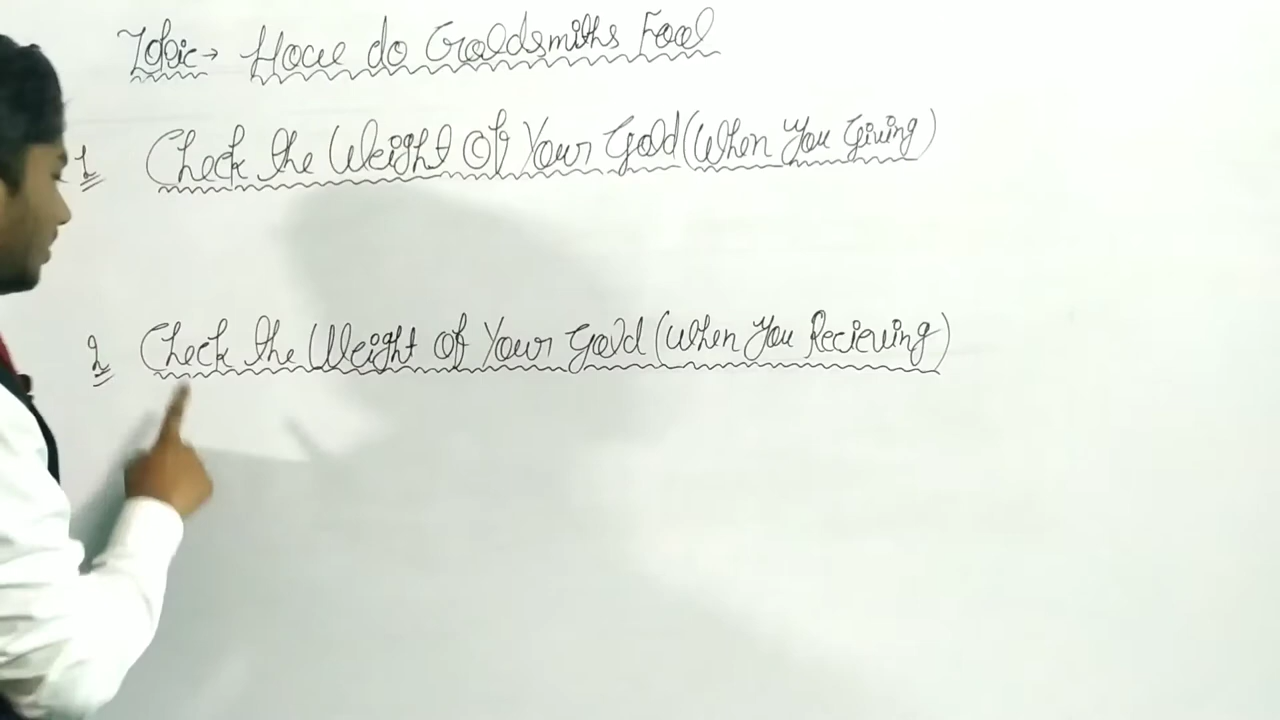 Topic→ How do Goldsmiths Fool
1 Check the Weight Of Your Gold (When You Giving)
2 Check the Weight of Your Gold (When You Recieving)